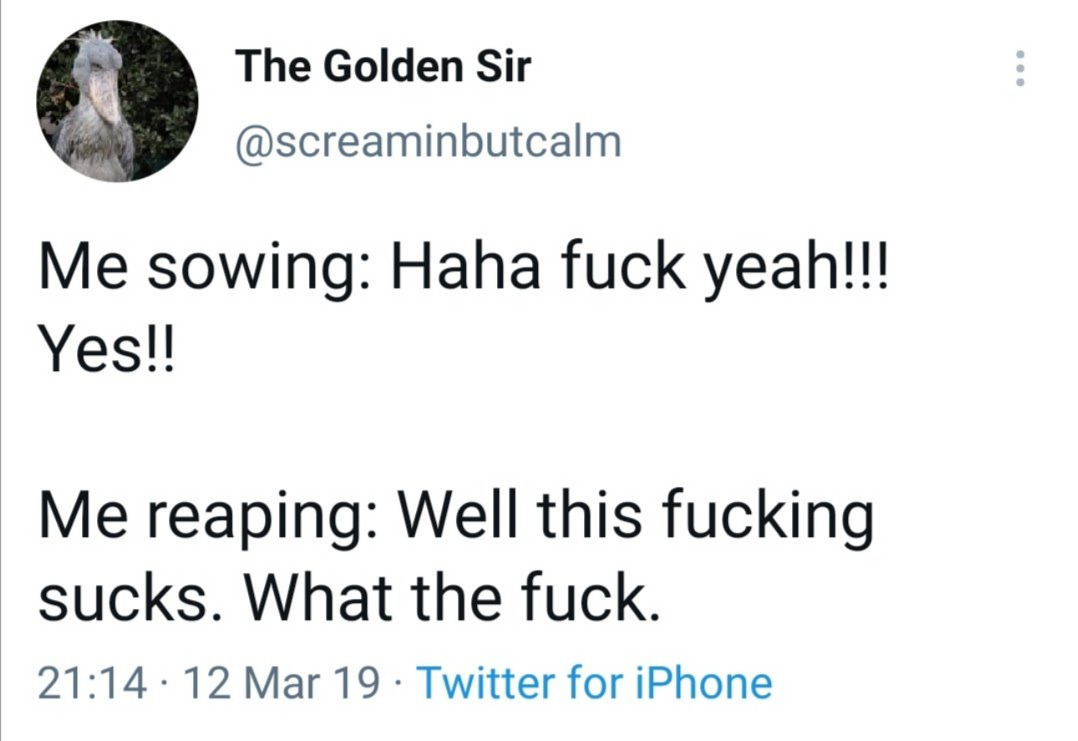 The Golden Sir
@screaminbutcalm
Me sowing: Haha fuck yeah!!!
Yes!!
Me reaping: Well this fucking
sucks. What the fuck.
21:14 · 12 Mar 19 · Twitter for iPhone